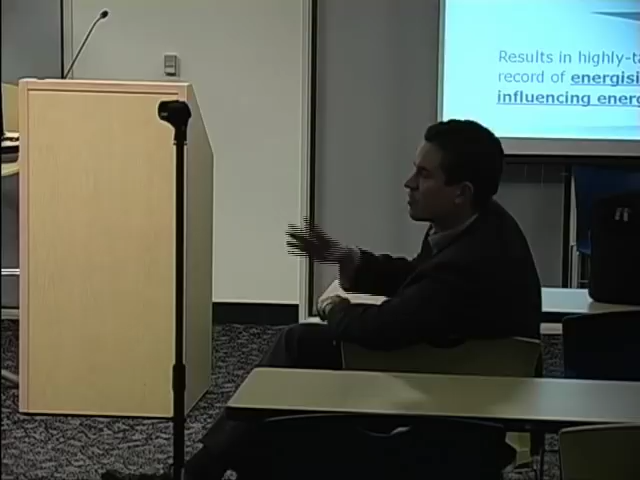 Results in highly-ta
record of energisi
influencing energ